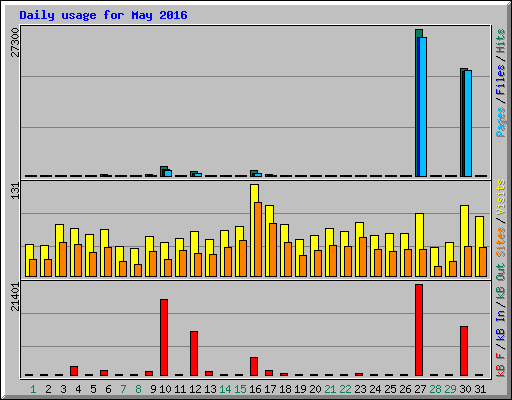 Daily usage for May 2016
27300
Pages / Files / Hits
131
Sites / Visits
21401
kB F / kB In / kB Out
1 2 3 4 5 6 7 8 9 10 11 12 13 14 15 16 17 18 19 20 21 22 23 24 25 26 27 28 29 30 31